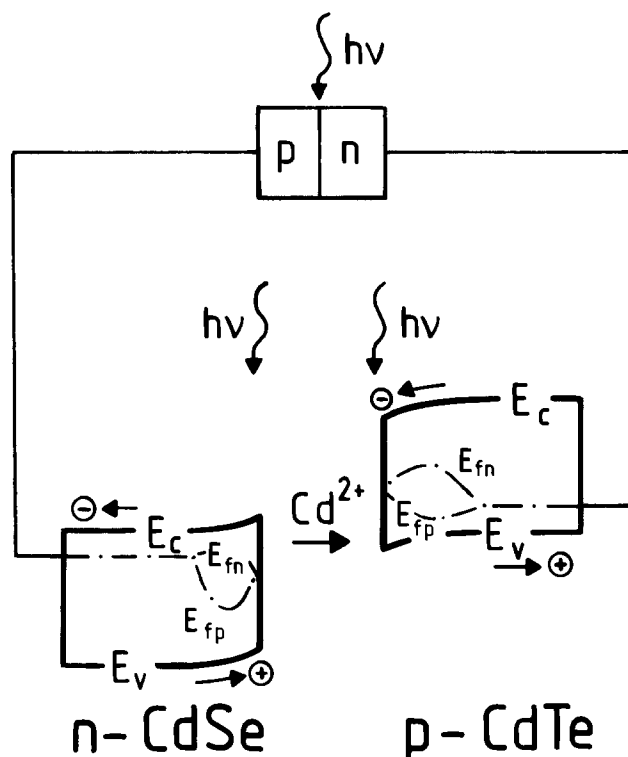 hν
p n
hν hν
⊖ E_c
E_fn
Cd²⁺
E_fp
E_v ⊕
⊖ E_c
E_fn
E_fp
E_v ⊕
n-CdSe p-CdTe